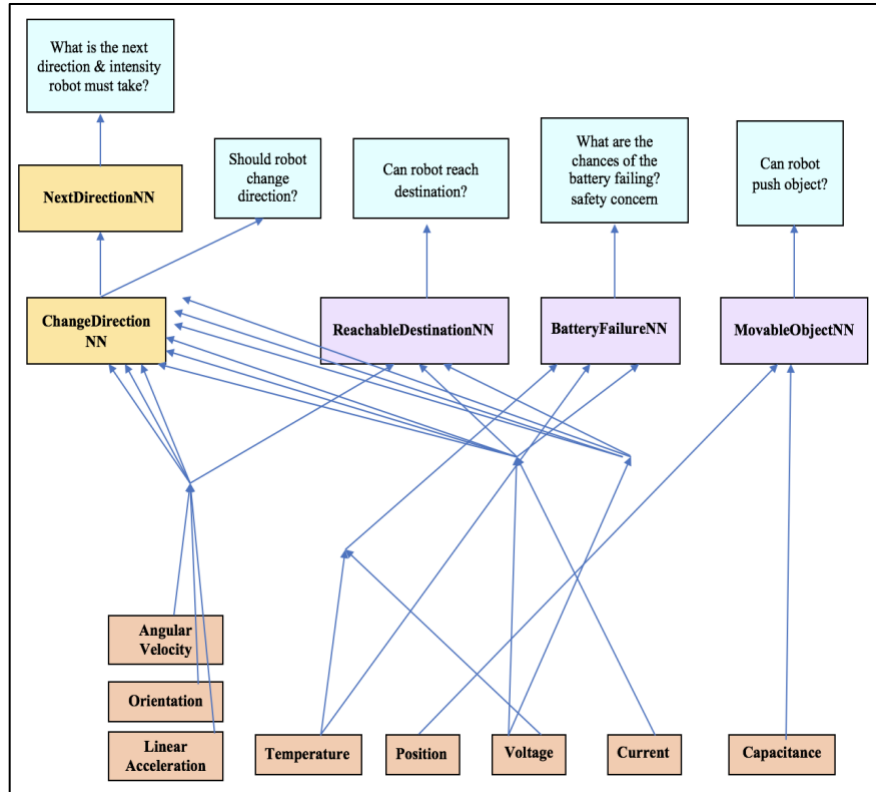 What is the next
direction & intensity
robot must take?
Should robot
change
direction?
Can robot reach
destination?
What are the
chances of the
battery failing?
safety concern
Can robot
push object?
NextDirectionNN
ChangeDirection
NN
ReachableDestinationNN
BatteryFailureNN
MovableObjectNN
Angular
Velocity
Orientation
Linear
Acceleration
Temperature
Position
Voltage
Current
Capacitance